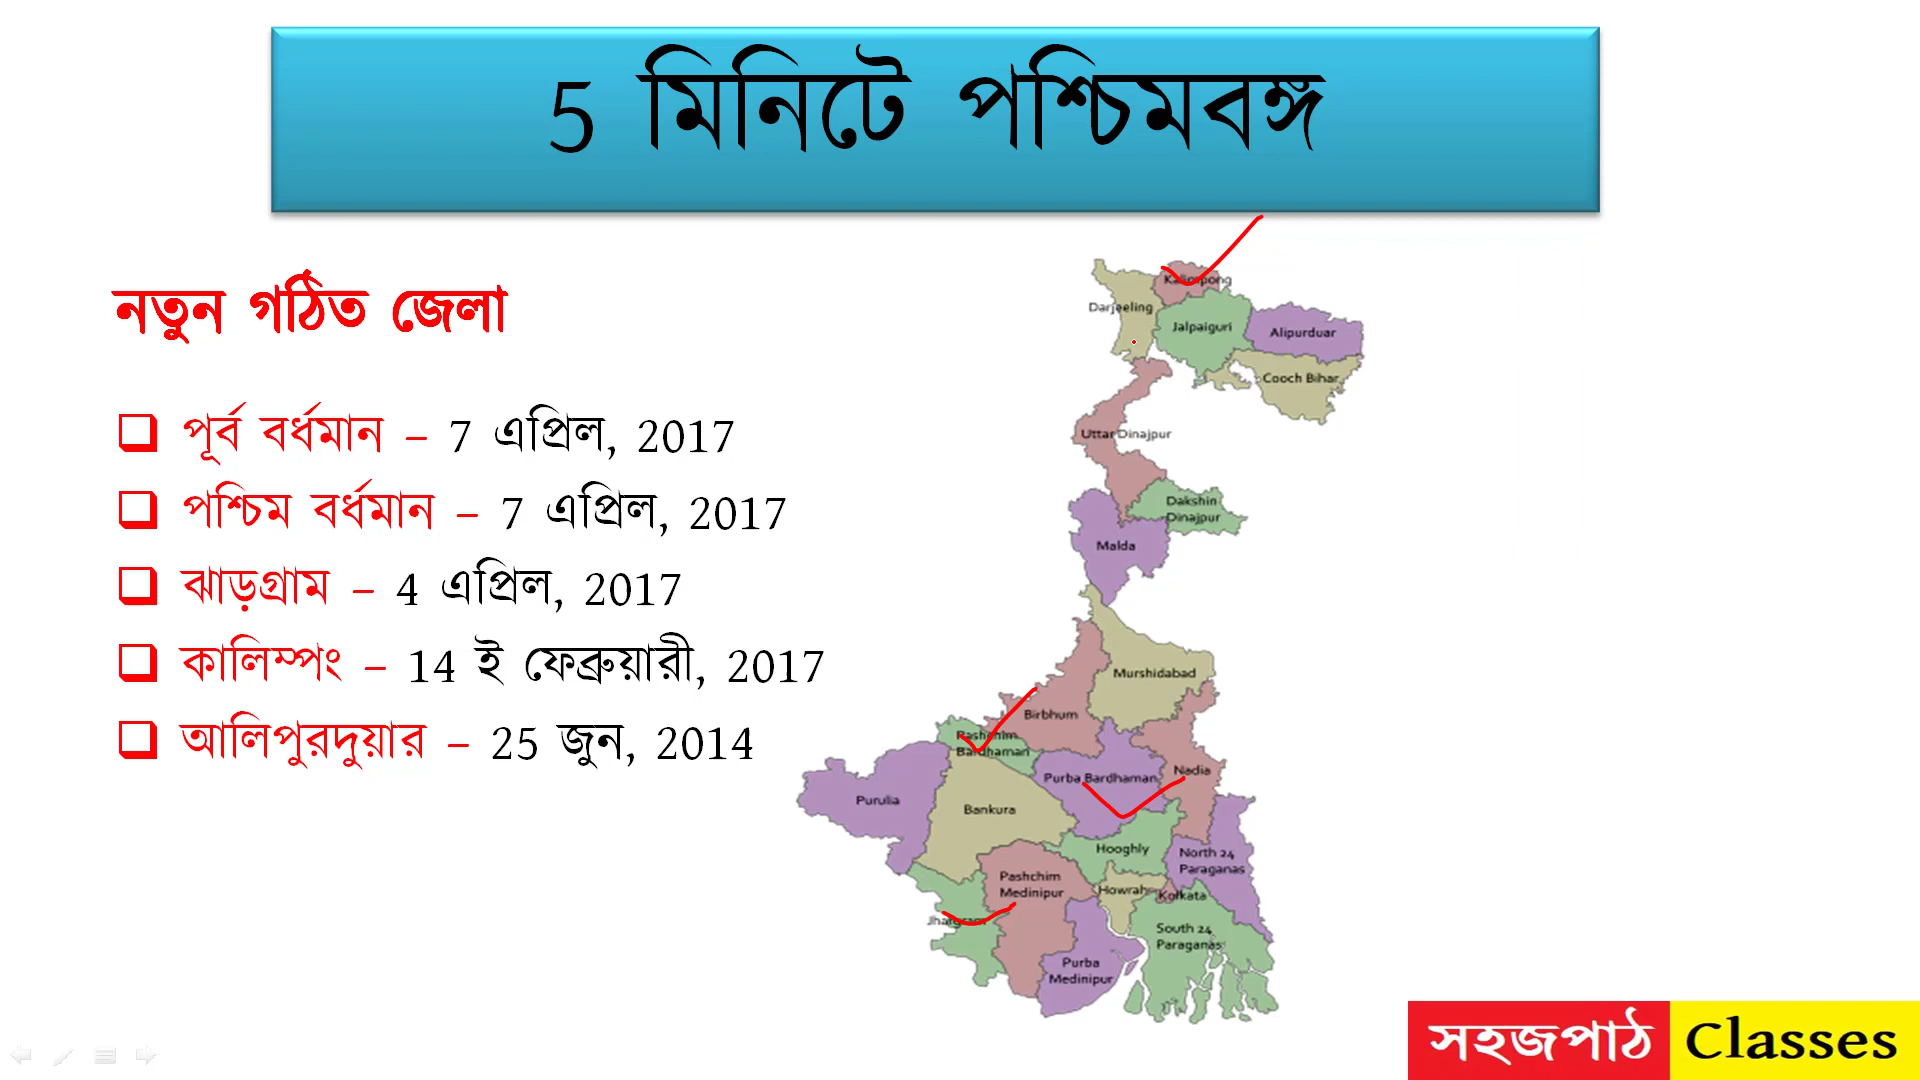 5 মিনিটে পশ্চিমবঙ্গ
নতুন গঠিত জেলা
পূর্ব বর্ধমান – 7 এপ্রিল, 2017
পশ্চিম বর্ধমান – 7 এপ্রিল, 2017
ঝাড়গ্রাম – 4 এপ্রিল, 2017
কালিম্পং – 14 ই ফেব্রুয়ারী, 2017
আলিপুরদুয়ার – 25 জুন, 2014
Kalimpong
Darjeeling
Jalpaiguri
Alipurduar
Cooch Bihar
Uttar Dinajpur
Dakshin
Dinajpur
Malda
Murshidabad
Birbhum
Pashchim
Bardhaman
Purba Bardhaman
Nadia
Purulia
Bankura
Hooghly
North 24
Paraganas
Pashchim
Medinipur
Howrah
Kolkata
Jhargram
South 24
Paraganas
Purba
Medinipur
সহজপাঠ Classes